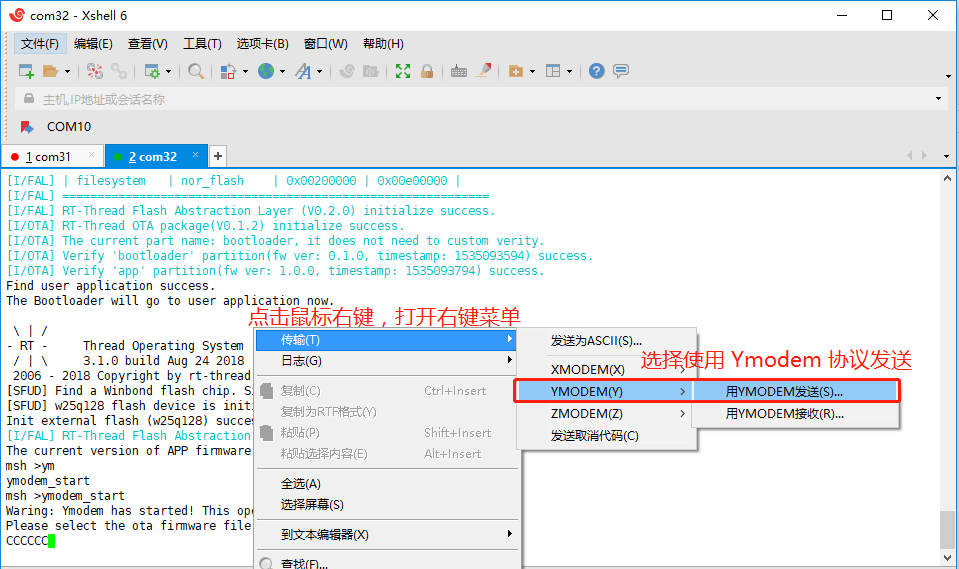 com32 - Xshell 6
文件(F) 编辑(E) 查看(V) 工具(T) 选项卡(B) 窗口(W) 帮助(H)
主机,IP地址或会话名称
COM10
1 com31 × 2 com32 × +
[I/FAL] | filesystem | nor_flash | 0x00200000 | 0x00e00000 |
[I/FAL] =============================================================
[I/FAL] RT-Thread Flash Abstraction Layer (V0.2.0) initialize success.
[I/OTA] RT-Thread OTA package(V0.1.2) initialize success.
[I/OTA] The current part name: bootloader, it does not need to custom verity.
[I/OTA] Verify 'bootloader' partition(fw ver: 0.1.0, timestamp: 1535093594) success.
[I/OTA] Verify 'app' partition(fw ver: 1.0.0, timestamp: 1535093794) success.
Find user application success.
The Bootloader will go to user application now.
点击鼠标右键，打开右键菜单
\ | /
- RT - Thread Operating System
/ | \ 3.1.0 build Aug 24 2018
2006 - 2018 Copyright by rt-thread
[SFUD] Find a Winbond flash chip. S
[SFUD] w25q128 flash device is initi
Init external flash (w25q128) succes
[I/FAL] RT-Thread Flash Abstraction
The current version of APP firmware
msh >ym
ymodem_start
msh >ymodem_start
Waring: Ymodem has started! This ope
Please select the ota firmware file
CCCCCC
传输(T)
日志(G)
复制(C) Ctrl+Insert
复制为RTF格式(Y)
粘贴(P) Shift+Insert
粘贴选择内容(E) Alt+Insert
全选(A)
选择屏幕(S)
到文本编辑器(X)
查找(F)...
发送为ASCII(S)...
选择使用 Ymodem 协议发送
XMODEM(X)
YMODEM(Y)
ZMODEM(Z)
发送取消代码(C)
用YMODEM发送(S)...
用YMODEM接收(R)...